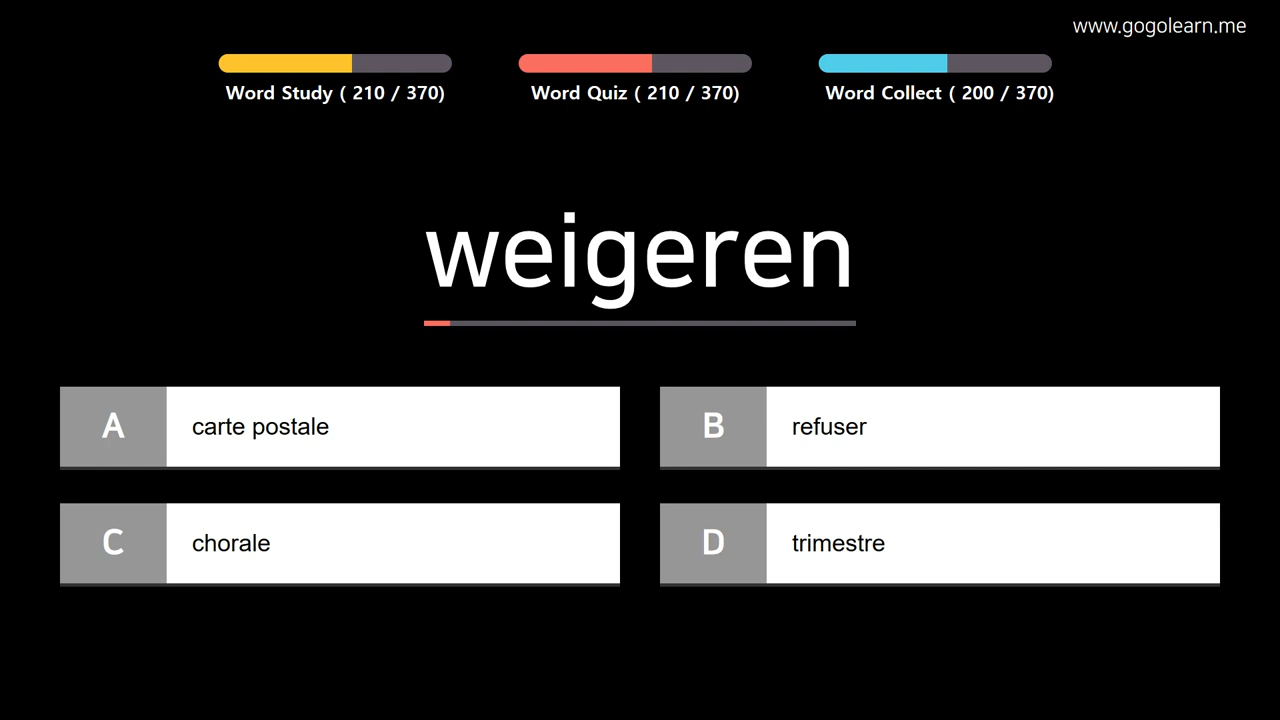 www.gogolearn.me
Word Study ( 210 / 370)
Word Quiz ( 210 / 370)
Word Collect ( 200 / 370)
weigeren
A carte postale
B refuser
C chorale
D trimestre